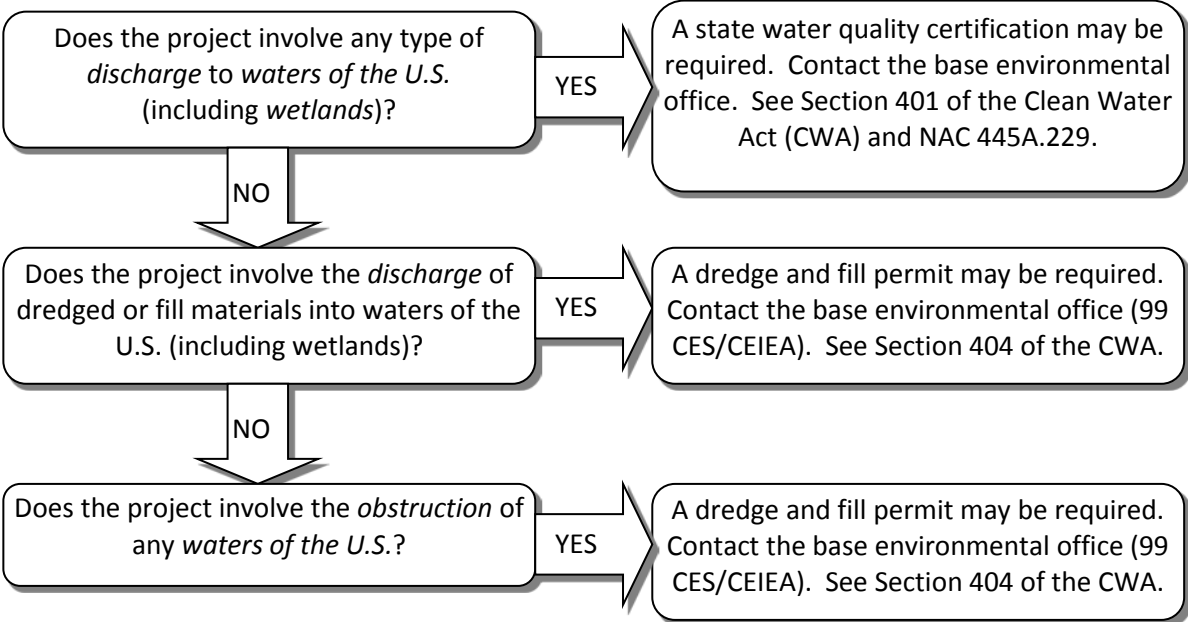 Does the project involve any type of
discharge to waters of the U.S.
(including wetlands)?
YES
A state water quality certification may be
required. Contact the base environmental
office. See Section 401 of the Clean Water
Act (CWA) and NAC 445A.229.
NO
Does the project involve the discharge of
dredged or fill materials into waters of the
U.S. (including wetlands)?
YES
A dredge and fill permit may be required.
Contact the base environmental office (99
CES/CEIEA). See Section 404 of the CWA.
NO
Does the project involve the obstruction of
any waters of the U.S.?
YES
A dredge and fill permit may be required.
Contact the base environmental office (99
CES/CEIEA). See Section 404 of the CWA.